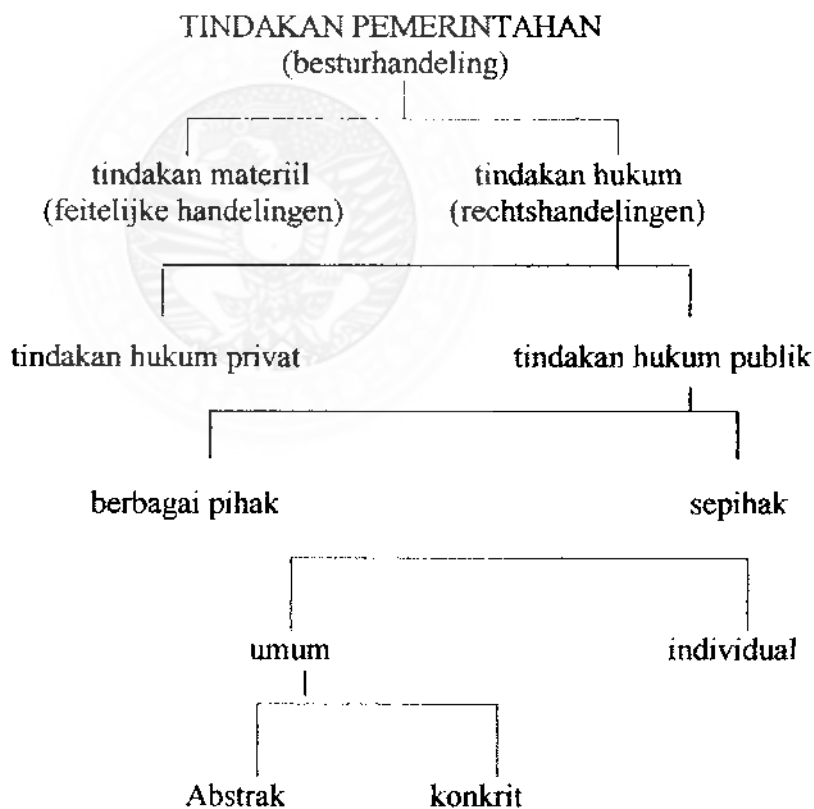 TINDAKAN PEMERINTAHAN
(besturhandeling)
tindakan materiil
(feitelijke handelingen)
tindakan hukum
(rechtshandelingen)
tindakan hukum privat
tindakan hukum publik
berbagai pihak
sepihak
umum
individual
Abstrak
konkrit